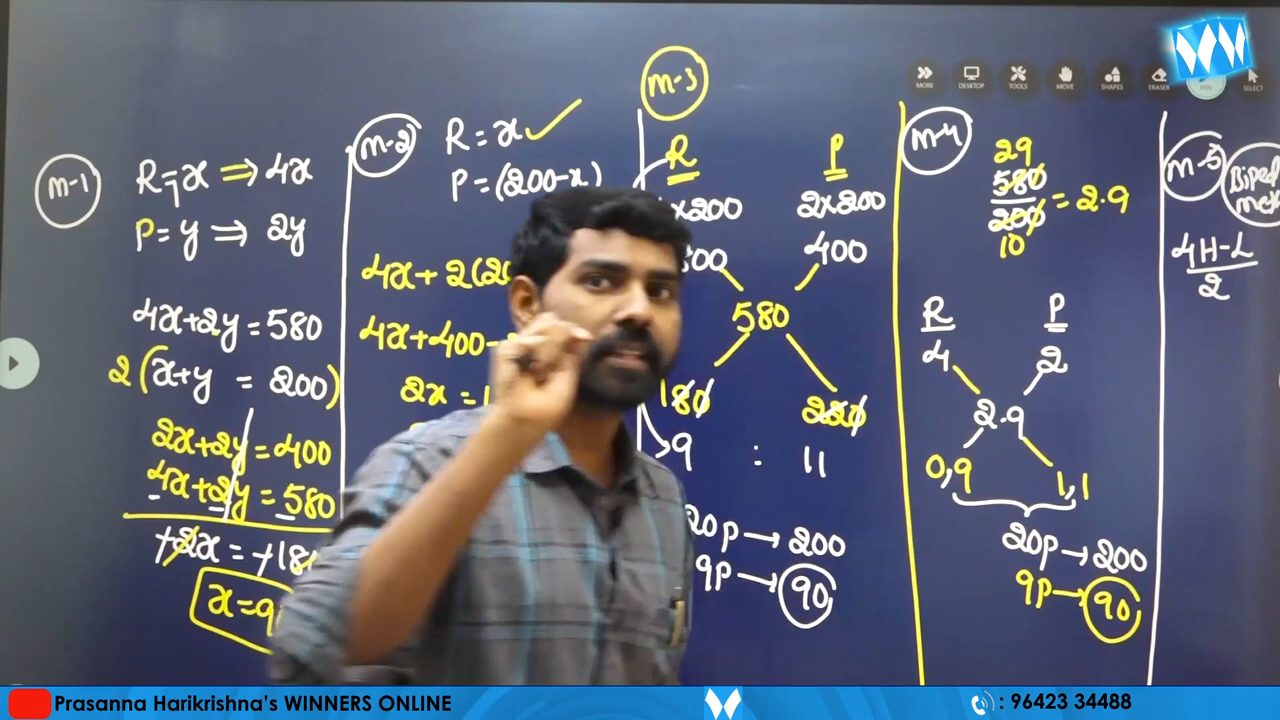 m-1
R=x ⇒ 4x
P=y ⇒ 2y
4x+2y=580
2(x+y = 200)
2x+2y=400
4x+2y=580
+2x=+18
x=9
m-2
R=x✓
P=(200-x)
4x+2(20
4x+400-
2x =1
m-3
R P
x200 2x200
00 400
580
180 220
9 : 11
20p→200
9p→90
m-4
29
580
200
10
=2.9
R P
4 2
2.9
0.9 1.1
20p→200
9p→90
m-5
Biped
4H-L
2
MORE
DESKTOP
TOOLS
MOVE
SHAPES
ERASER
PEN
SELECT
Prasanna Harikrishna's WINNERS ONLINE
: 96423 34488